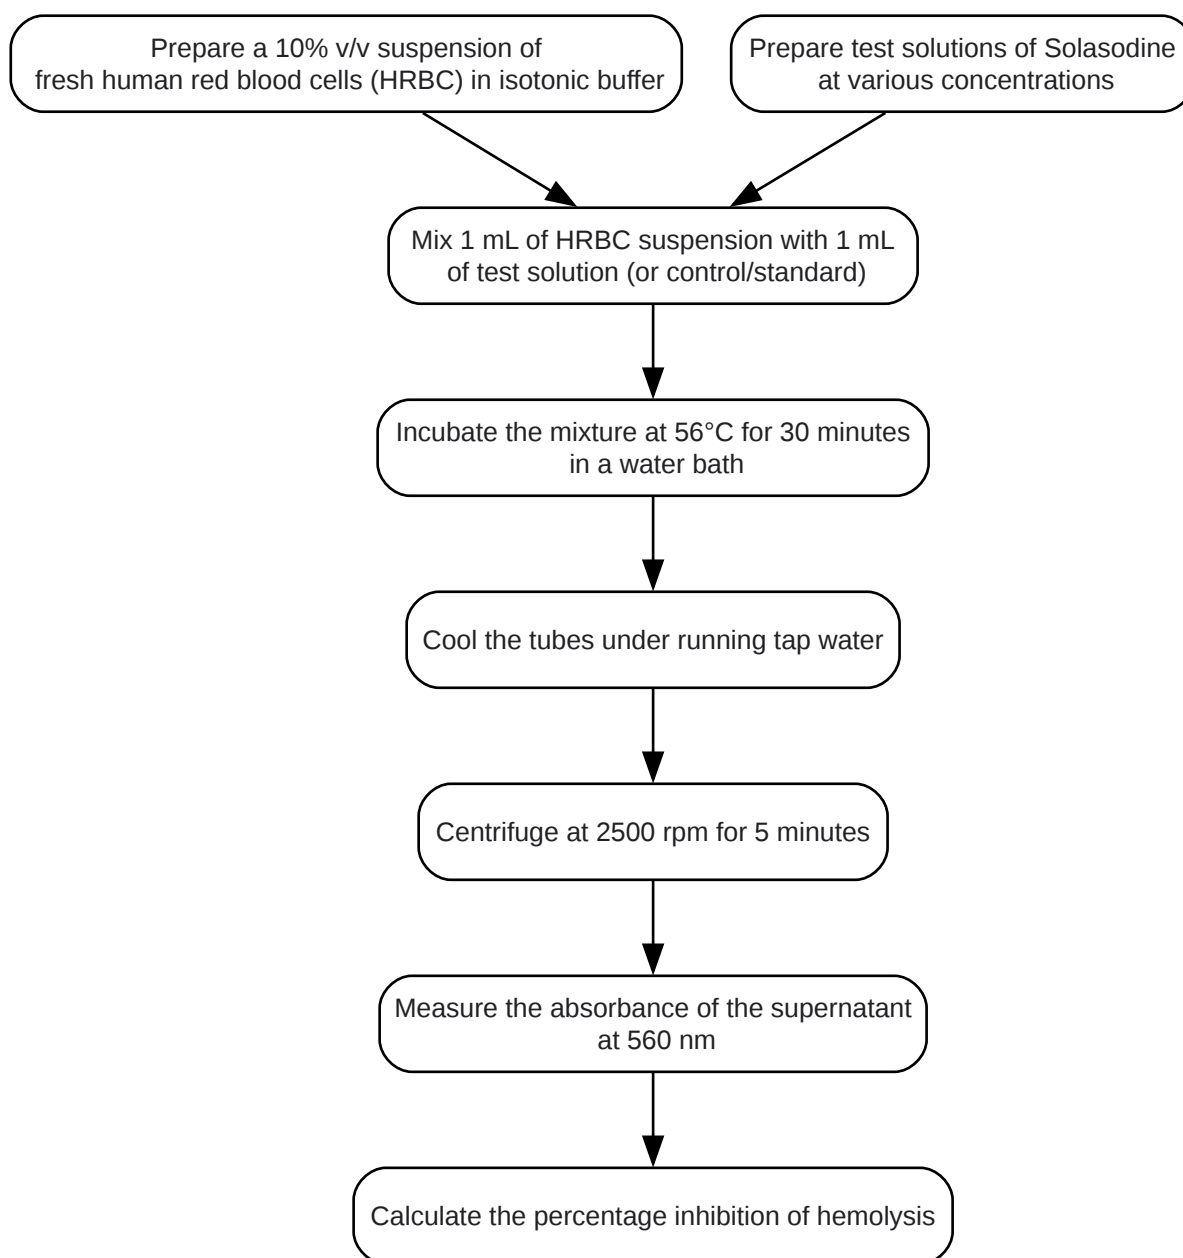 Prepare a 10% v/v suspension of
fresh human red blood cells (HRBC) in isotonic buffer
Prepare test solutions of Solasodine
at various concentrations
Mix 1 mL of HRBC suspension with 1 mL
of test solution (or control/standard)
Incubate the mixture at 56°C for 30 minutes
in a water bath
Cool the tubes under running tap water
Centrifuge at 2500 rpm for 5 minutes
Measure the absorbance of the supernatant
at 560 nm
Calculate the percentage inhibition of hemolysis